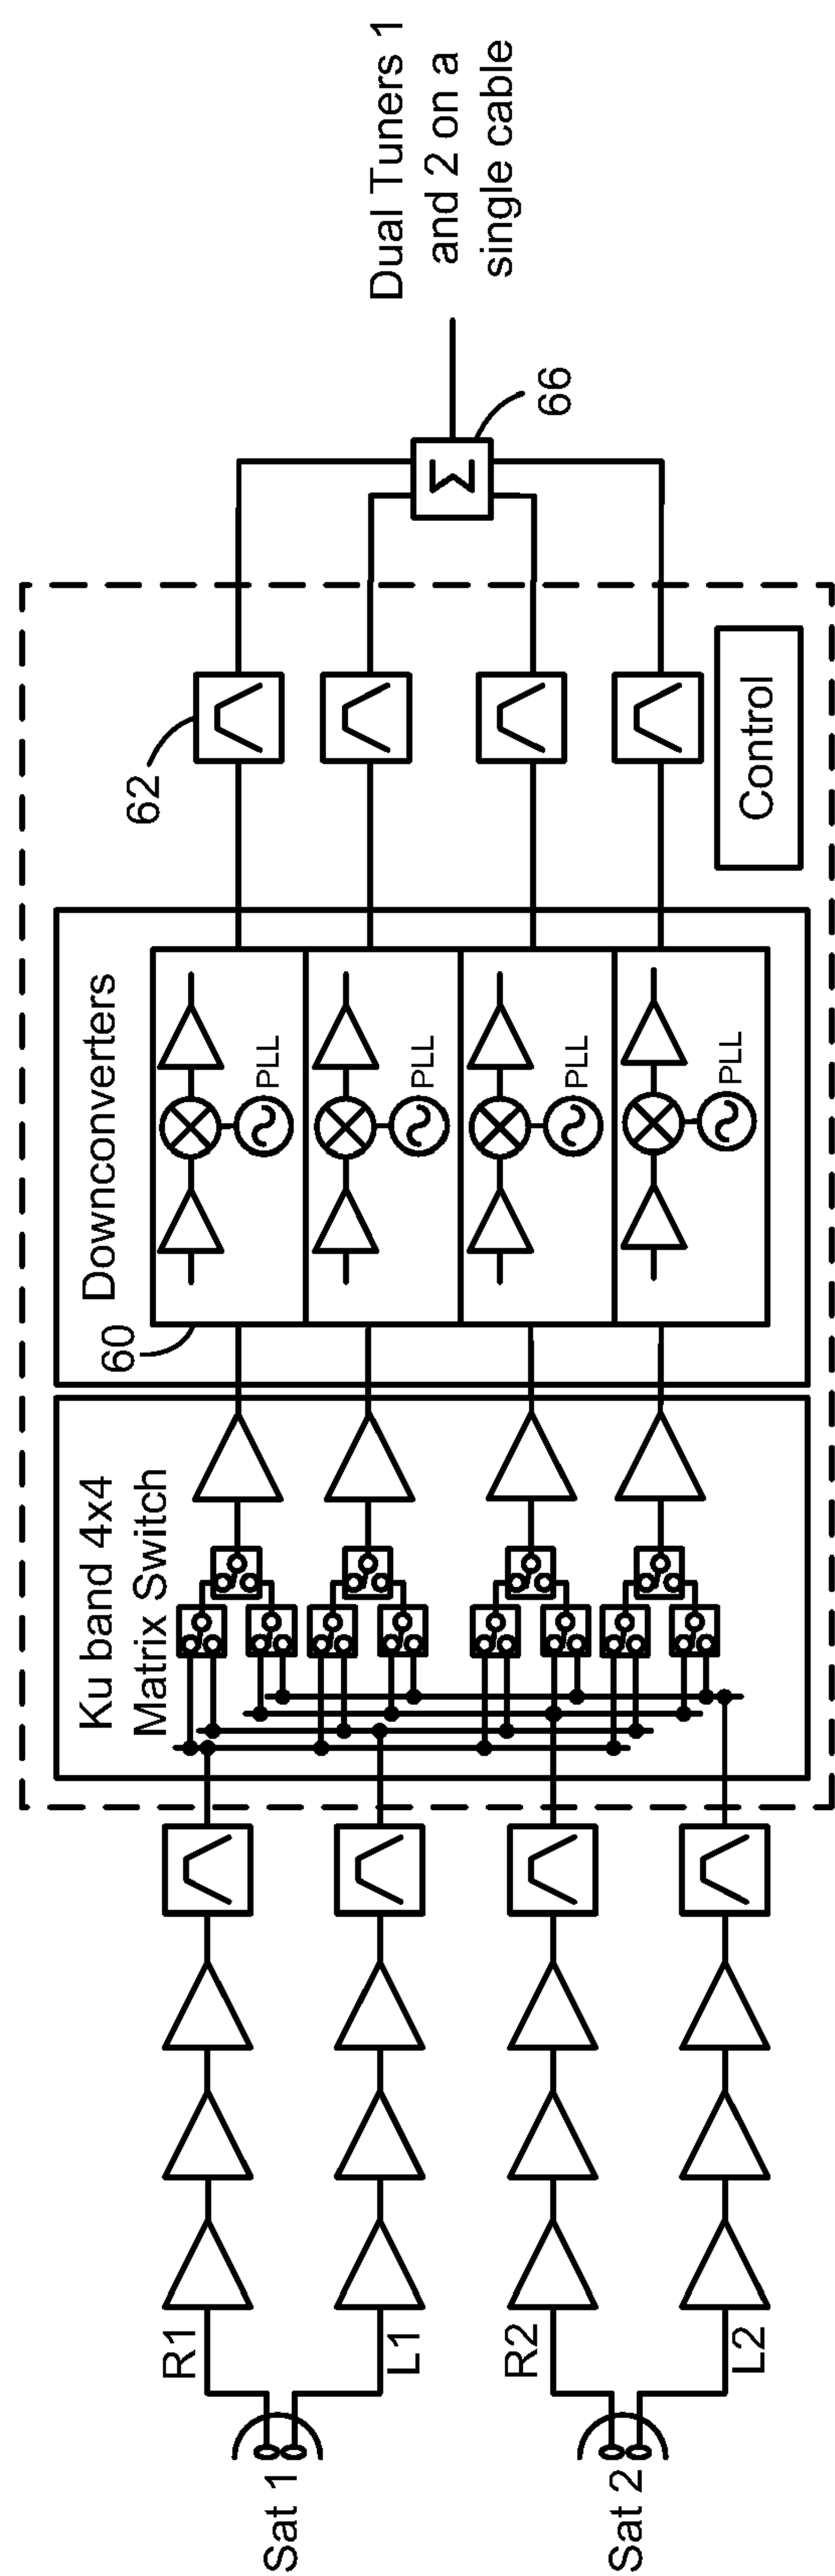 Sat 1
R1
L1
Sat 2
R2
L2
Ku band 4x4
Matrix Switch
Downconverters
60
PLL
PLL
PLL
PLL
62
Control
66
Dual Tuners 1
and 2 on a
single cable